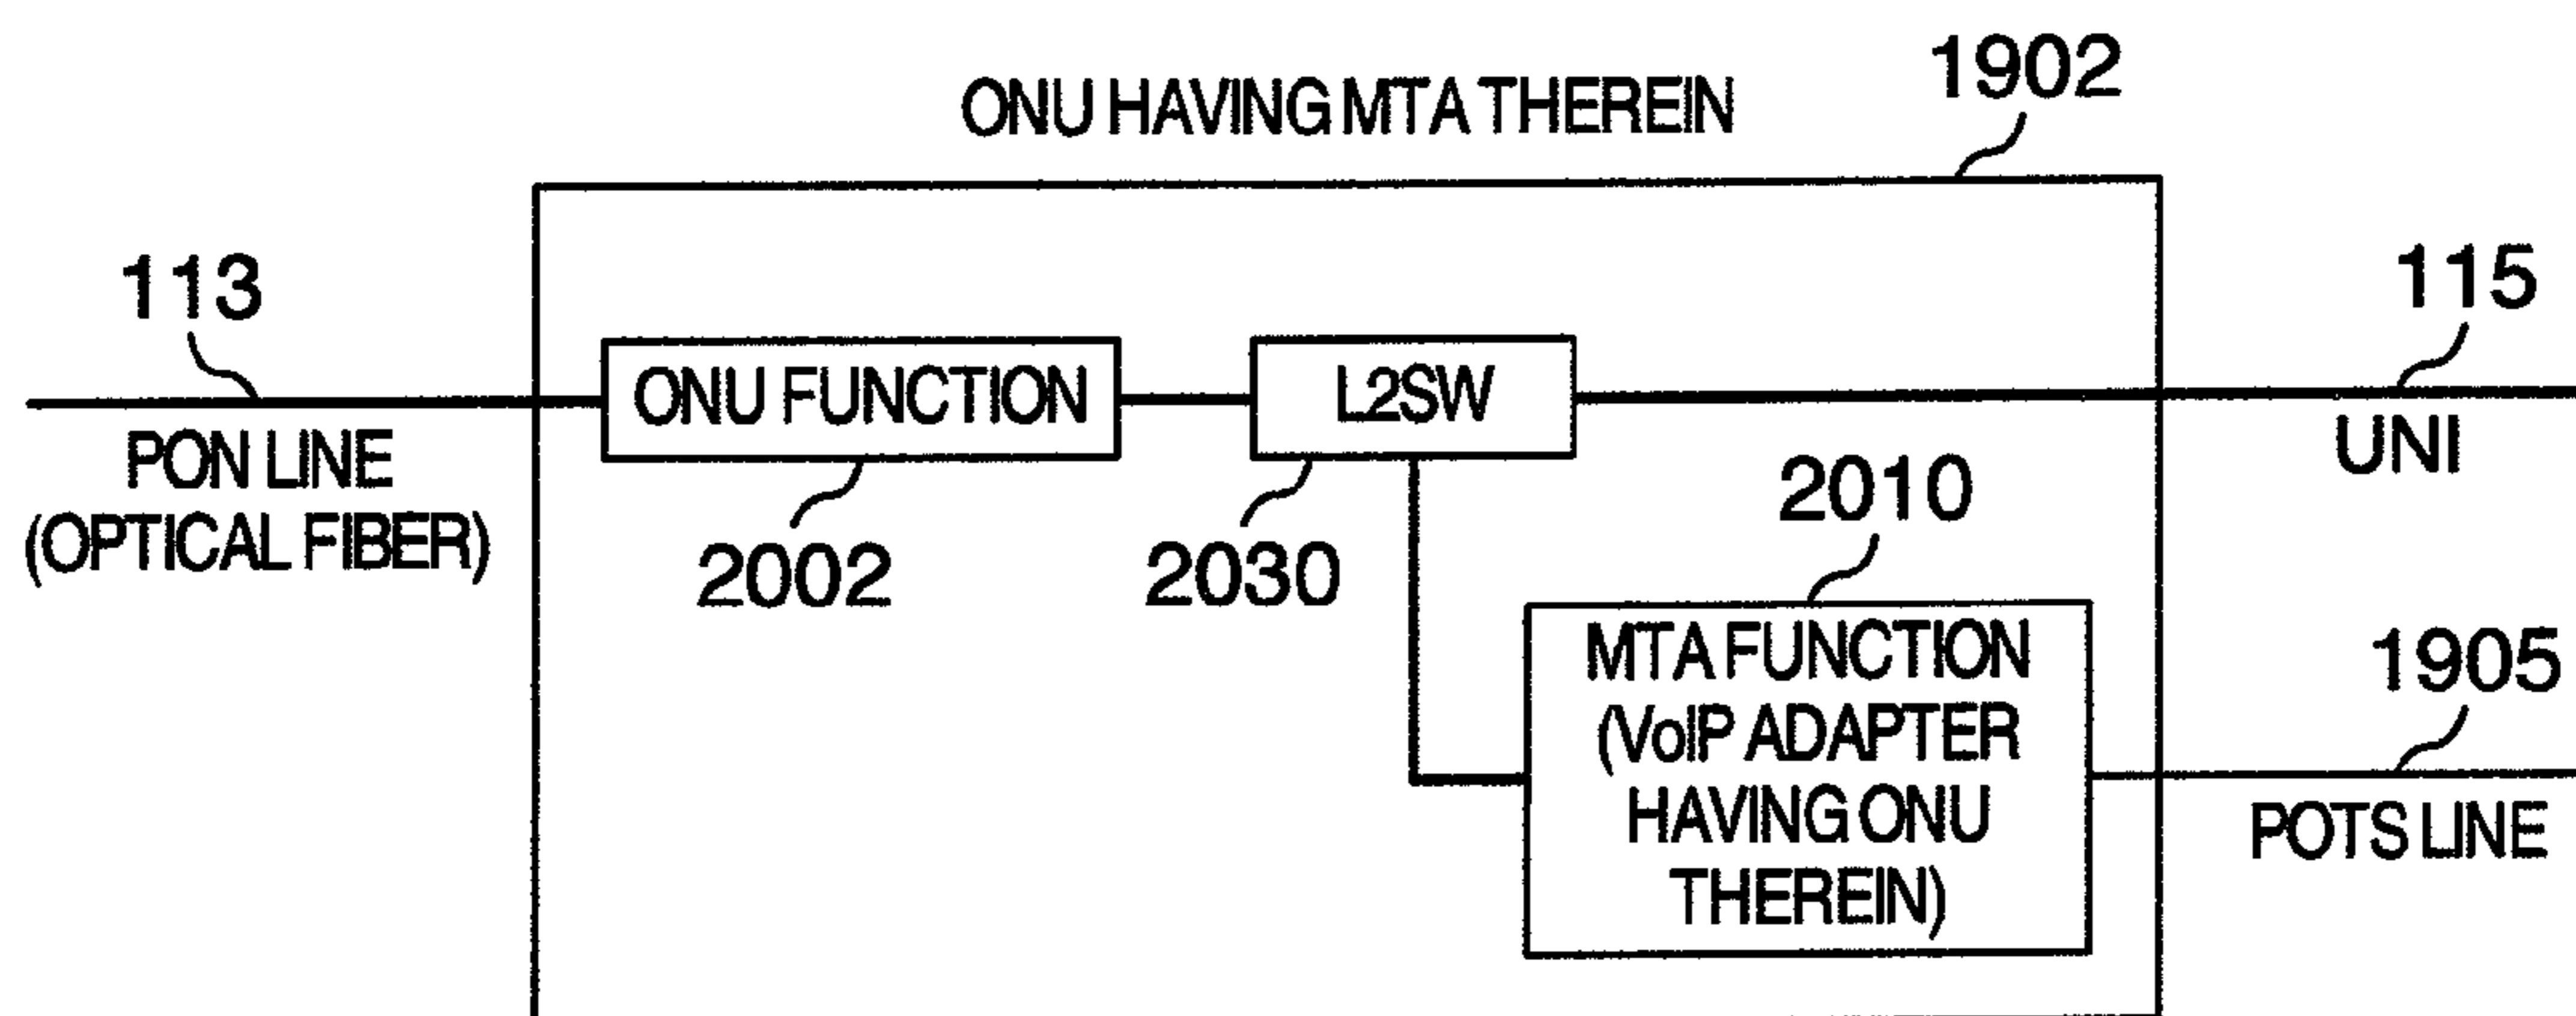 1902
ONU HAVING MTA THEREIN
113
115
ONU FUNCTION
L2SW
PON LINE
(OPTICAL FIBER)
UNI
2002
2030
2010
MTA FUNCTION
(VoIP ADAPTER
HAVING ONU
THEREIN)
1905
POTS LINE